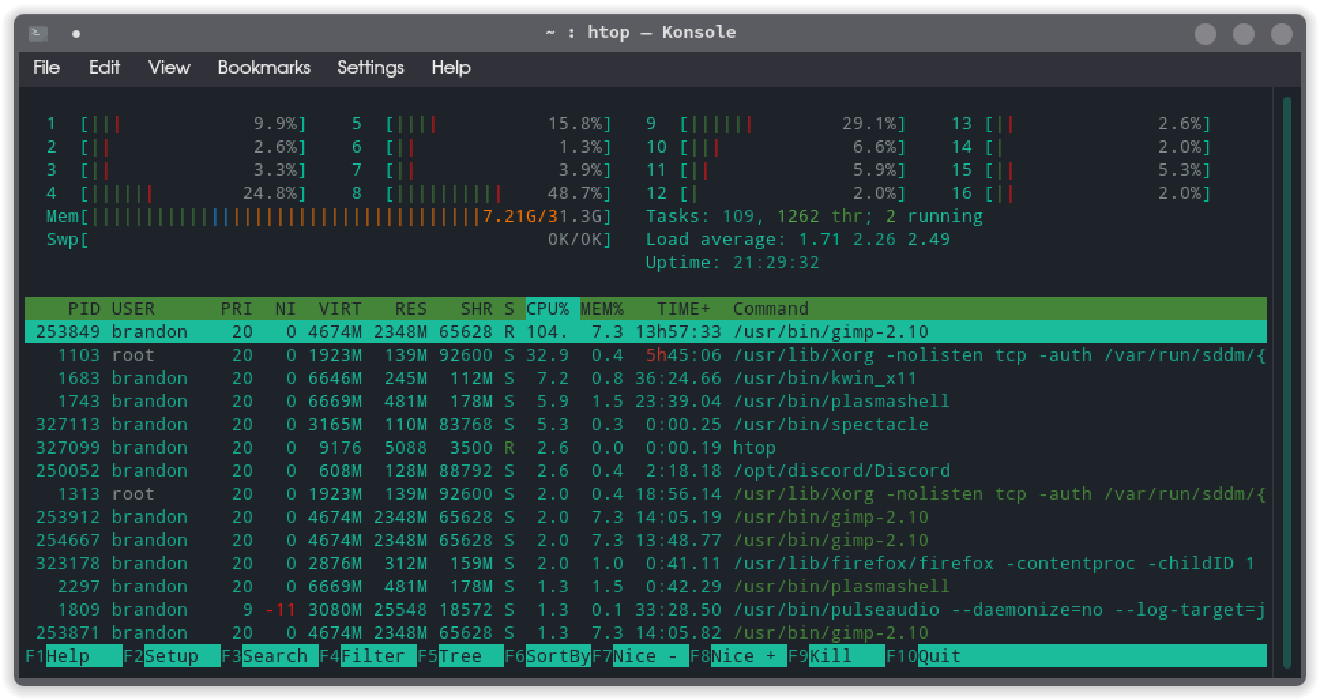 ~ : htop — Konsole
File Edit View Bookmarks Settings Help
1 [||| 9.9%] 5 [|||| 15.8%] 9 [|||||| 29.1%] 13 [|| 2.6%]
2 [|| 2.6%] 6 [|| 1.3%] 10 [||| 6.6%] 14 [| 2.0%]
3 [|| 3.3%] 7 [|| 3.9%] 11 [|| 5.9%] 15 [|| 5.3%]
4 [|||||| 24.8%] 8 [|||||||||| 48.7%] 12 [| 2.0%] 16 [|| 2.0%]
Mem[||||||||||||||||||||||||||||||||||||7.21G/31.3G] Tasks: 109, 1262 thr; 2 running
Swp[ 0K/0K] Load average: 1.71 2.26 2.49
Uptime: 21:29:32
PID USER PRI NI VIRT RES SHR S CPU% MEM% TIME+ Command
253849 brandon 20 0 4674M 2348M 65628 R 104. 7.3 13h57:33 /usr/bin/gimp-2.10
1103 root 20 0 1923M 139M 92600 S 32.9 0.4 5h45:06 /usr/lib/Xorg -nolisten tcp -auth /var/run/sddm/{
1683 brandon 20 0 6646M 245M 112M S 7.2 0.8 36:24.66 /usr/bin/kwin_x11
1743 brandon 20 0 6669M 481M 178M S 5.9 1.5 23:39.04 /usr/bin/plasmashell
327113 brandon 20 0 3165M 110M 83768 S 5.3 0.3 0:00.25 /usr/bin/spectacle
327099 brandon 20 0 9176 5088 3500 R 2.6 0.0 0:00.19 htop
250052 brandon 20 0 608M 128M 88792 S 2.6 0.4 2:18.18 /opt/discord/Discord
1313 root 20 0 1923M 139M 92600 S 2.0 0.4 18:56.14 /usr/lib/Xorg -nolisten tcp -auth /var/run/sddm/{
253912 brandon 20 0 4674M 2348M 65628 S 2.0 7.3 14:05.19 /usr/bin/gimp-2.10
254667 brandon 20 0 4674M 2348M 65628 S 2.0 7.3 13:48.77 /usr/bin/gimp-2.10
323178 brandon 20 0 2876M 312M 159M S 2.0 1.0 0:41.11 /usr/lib/firefox/firefox -contentproc -childID 1
2297 brandon 20 0 6669M 481M 178M S 1.3 1.5 0:42.29 /usr/bin/plasmashell
1809 brandon 9 -11 3080M 25548 18572 S 1.3 0.1 33:28.50 /usr/bin/pulseaudio --daemonize=no --log-target=j
253871 brandon 20 0 4674M 2348M 65628 S 1.3 7.3 14:05.82 /usr/bin/gimp-2.10
F1Help F2Setup F3Search F4Filter F5Tree F6SortBy F7Nice - F8Nice + F9Kill F10Quit